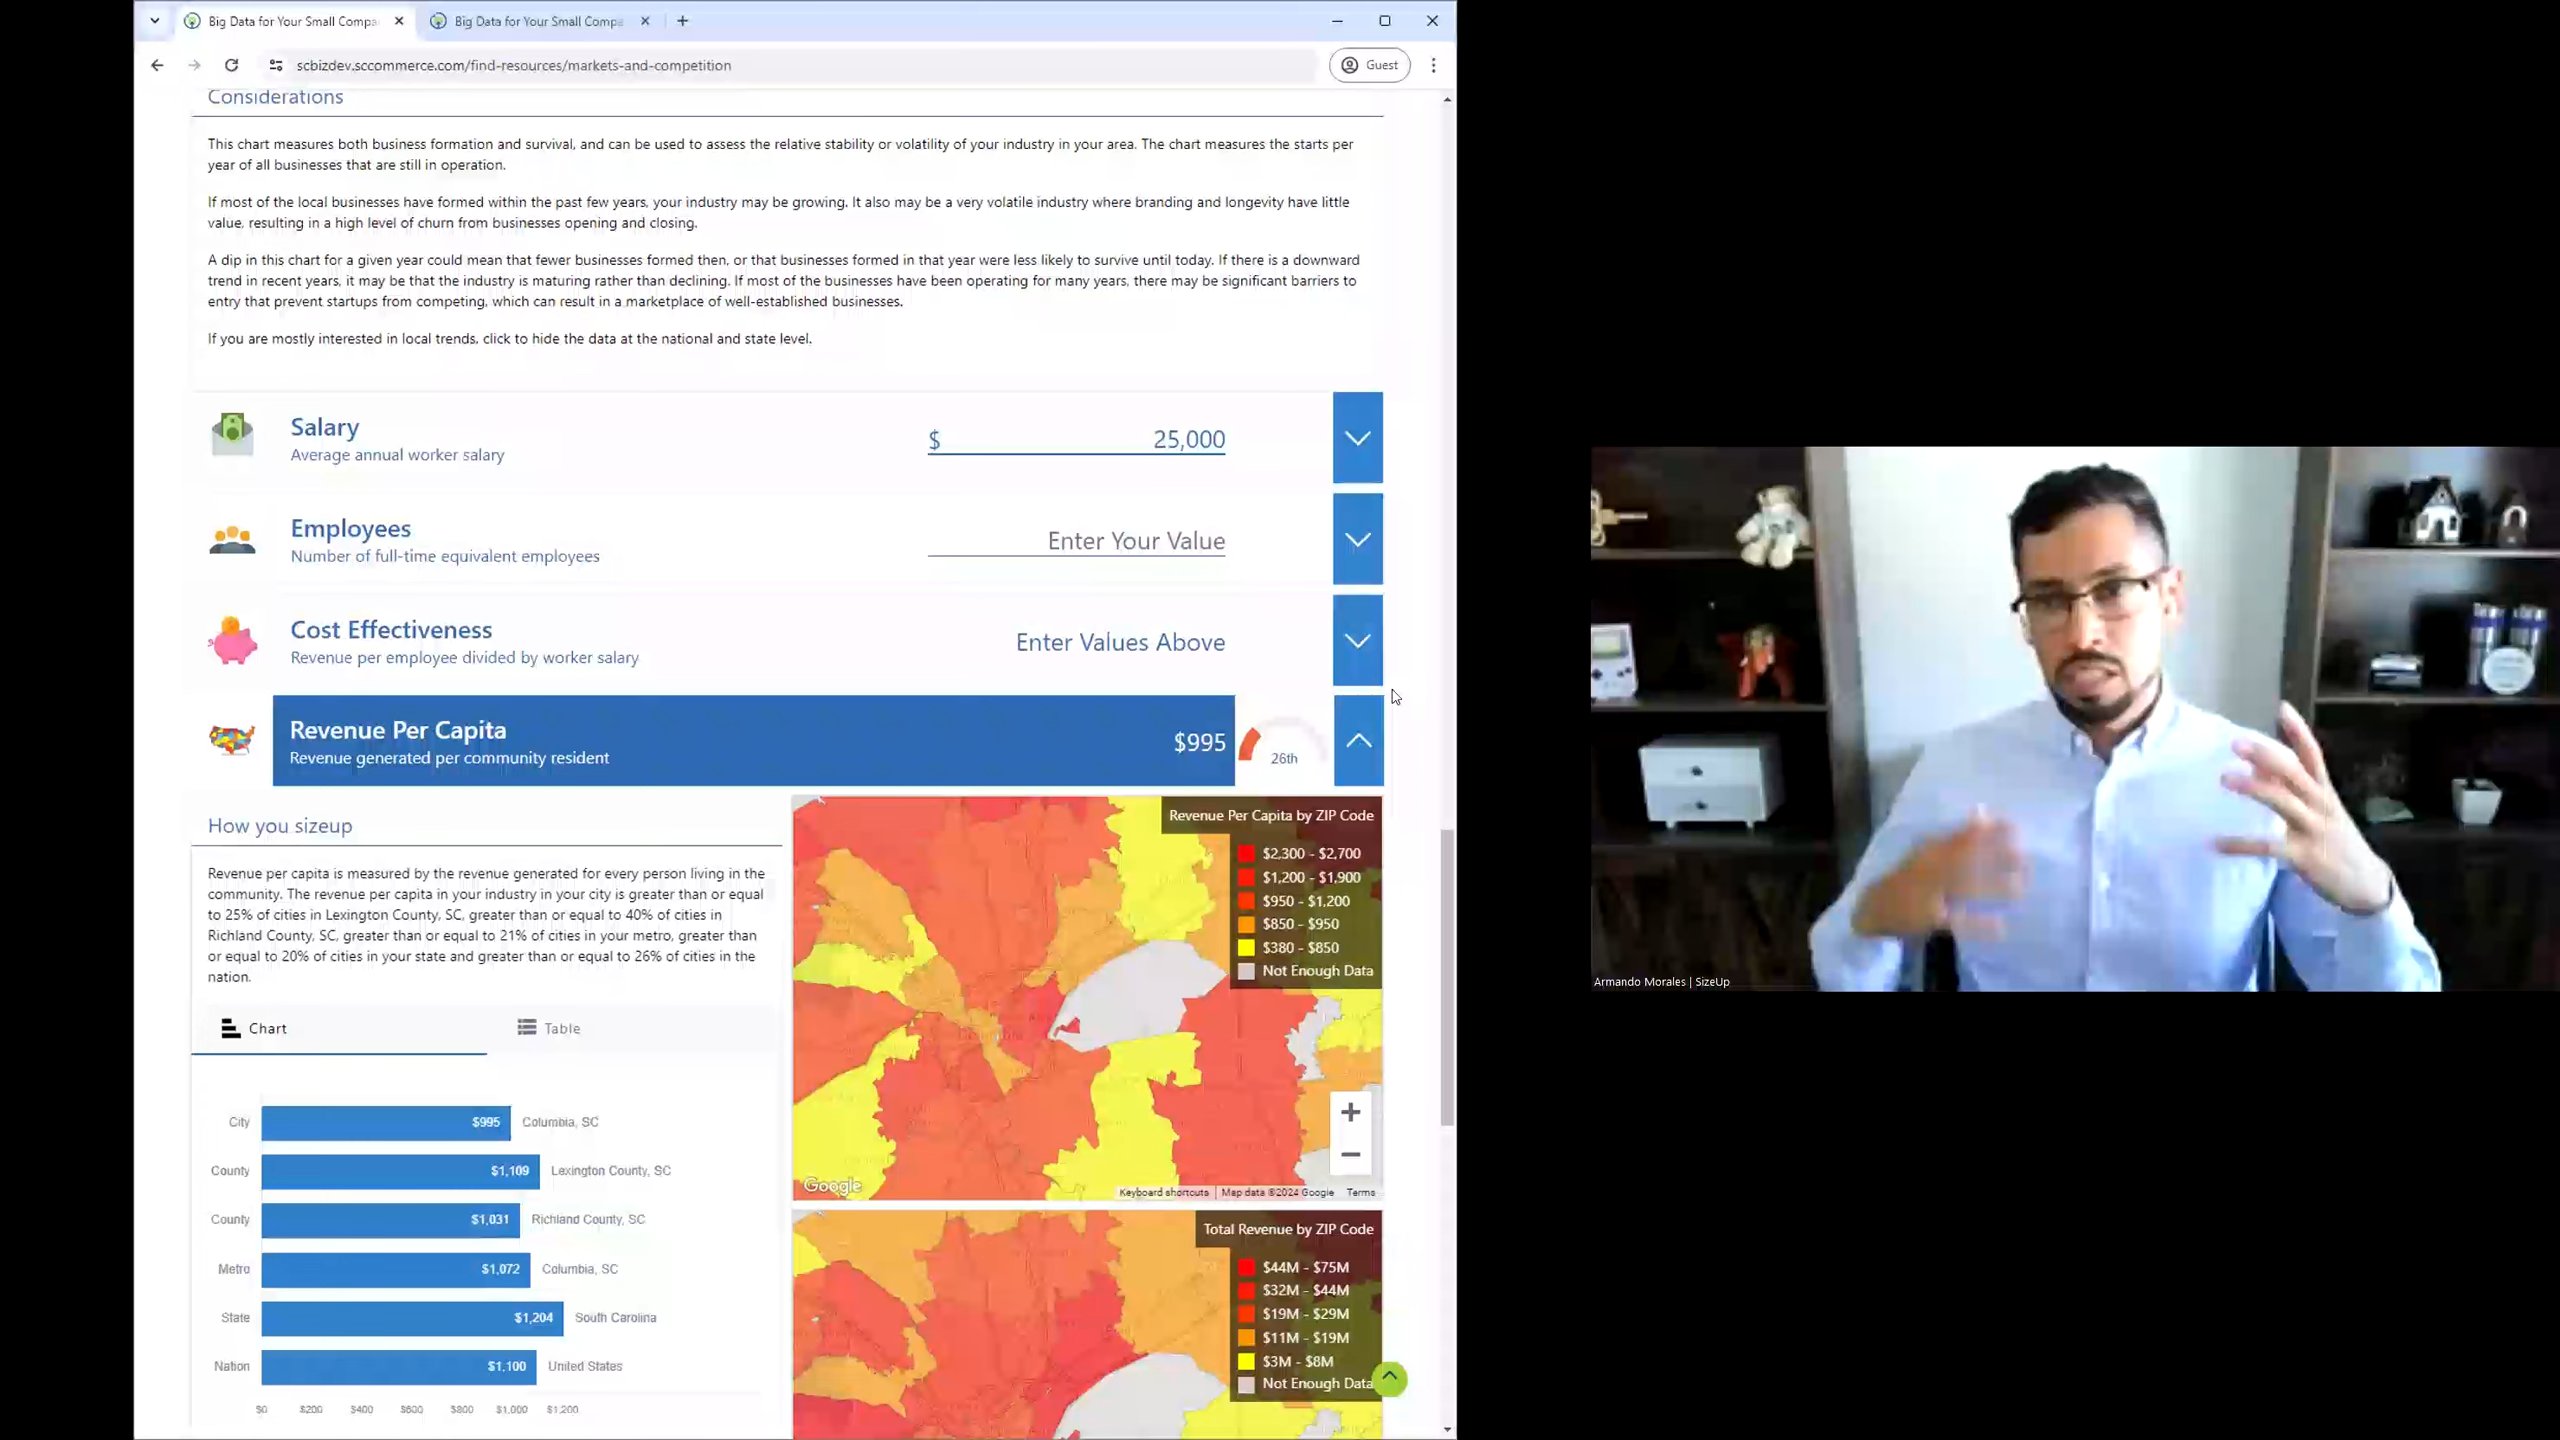 Big Data for Your Small Compa
Big Data for Your Small Compa
scbizdev.sccommerce.com/find-resources/markets-and-competition
Guest
Considerations
This chart measures both business formation and survival, and can be used to assess the relative stability or volatility of your industry in your area. The chart measures the starts per
year of all businesses that are still in operation.
If most of the local businesses have formed within the past few years, your industry may be growing. It also may be a very volatile industry where branding and longevity have little
value, resulting in a high level of churn from businesses opening and closing.
A dip in this chart for a given year could mean that fewer businesses formed then, or that businesses formed in that year were less likely to survive until today. If there is a downward
trend in recent years, it may be that the industry is maturing rather than declining. If most of the businesses have been operating for many years, there may be significant barriers to
entry that prevent startups from competing, which can result in a marketplace of well-established businesses.
If you are mostly interested in local trends, click to hide the data at the national and state level.
Salary
Average annual worker salary
$ 25,000
Employees
Number of full-time equivalent employees
Enter Your Value
Cost Effectiveness
Revenue per employee divided by worker salary
Enter Values Above
Revenue Per Capita
Revenue generated per community resident
$995
26th
How you sizeup
Revenue per capita is measured by the revenue generated for every person living in the
community. The revenue per capita in your industry in your city is greater than or equal
to 25% of cities in Lexington County, SC, greater than or equal to 40% of cities in
Richland County, SC, greater than or equal to 21% of cities in your metro, greater than
or equal to 20% of cities in your state and greater than or equal to 26% of cities in the
nation.
Chart
Table
City $995 Columbia, SC
County $1,109 Lexington County, SC
County $1,031 Richland County, SC
Metro $1,072 Columbia, SC
State $1,204 South Carolina
Nation $1,100 United States
$0 $200 $400 $600 $800 $1,000 $1,200
Revenue Per Capita by ZIP Code
$2,300 - $2,700
$1,200 - $1,900
$950 - $1,200
$850 - $950
$380 - $850
Not Enough Data
Google
Keyboard shortcuts
Map data ©2024 Google
Terms
Total Revenue by ZIP Code
$44M - $75M
$32M - $44M
$19M - $29M
$11M - $19M
$3M - $8M
Not Enough Data
Armando Morales | SizeUp